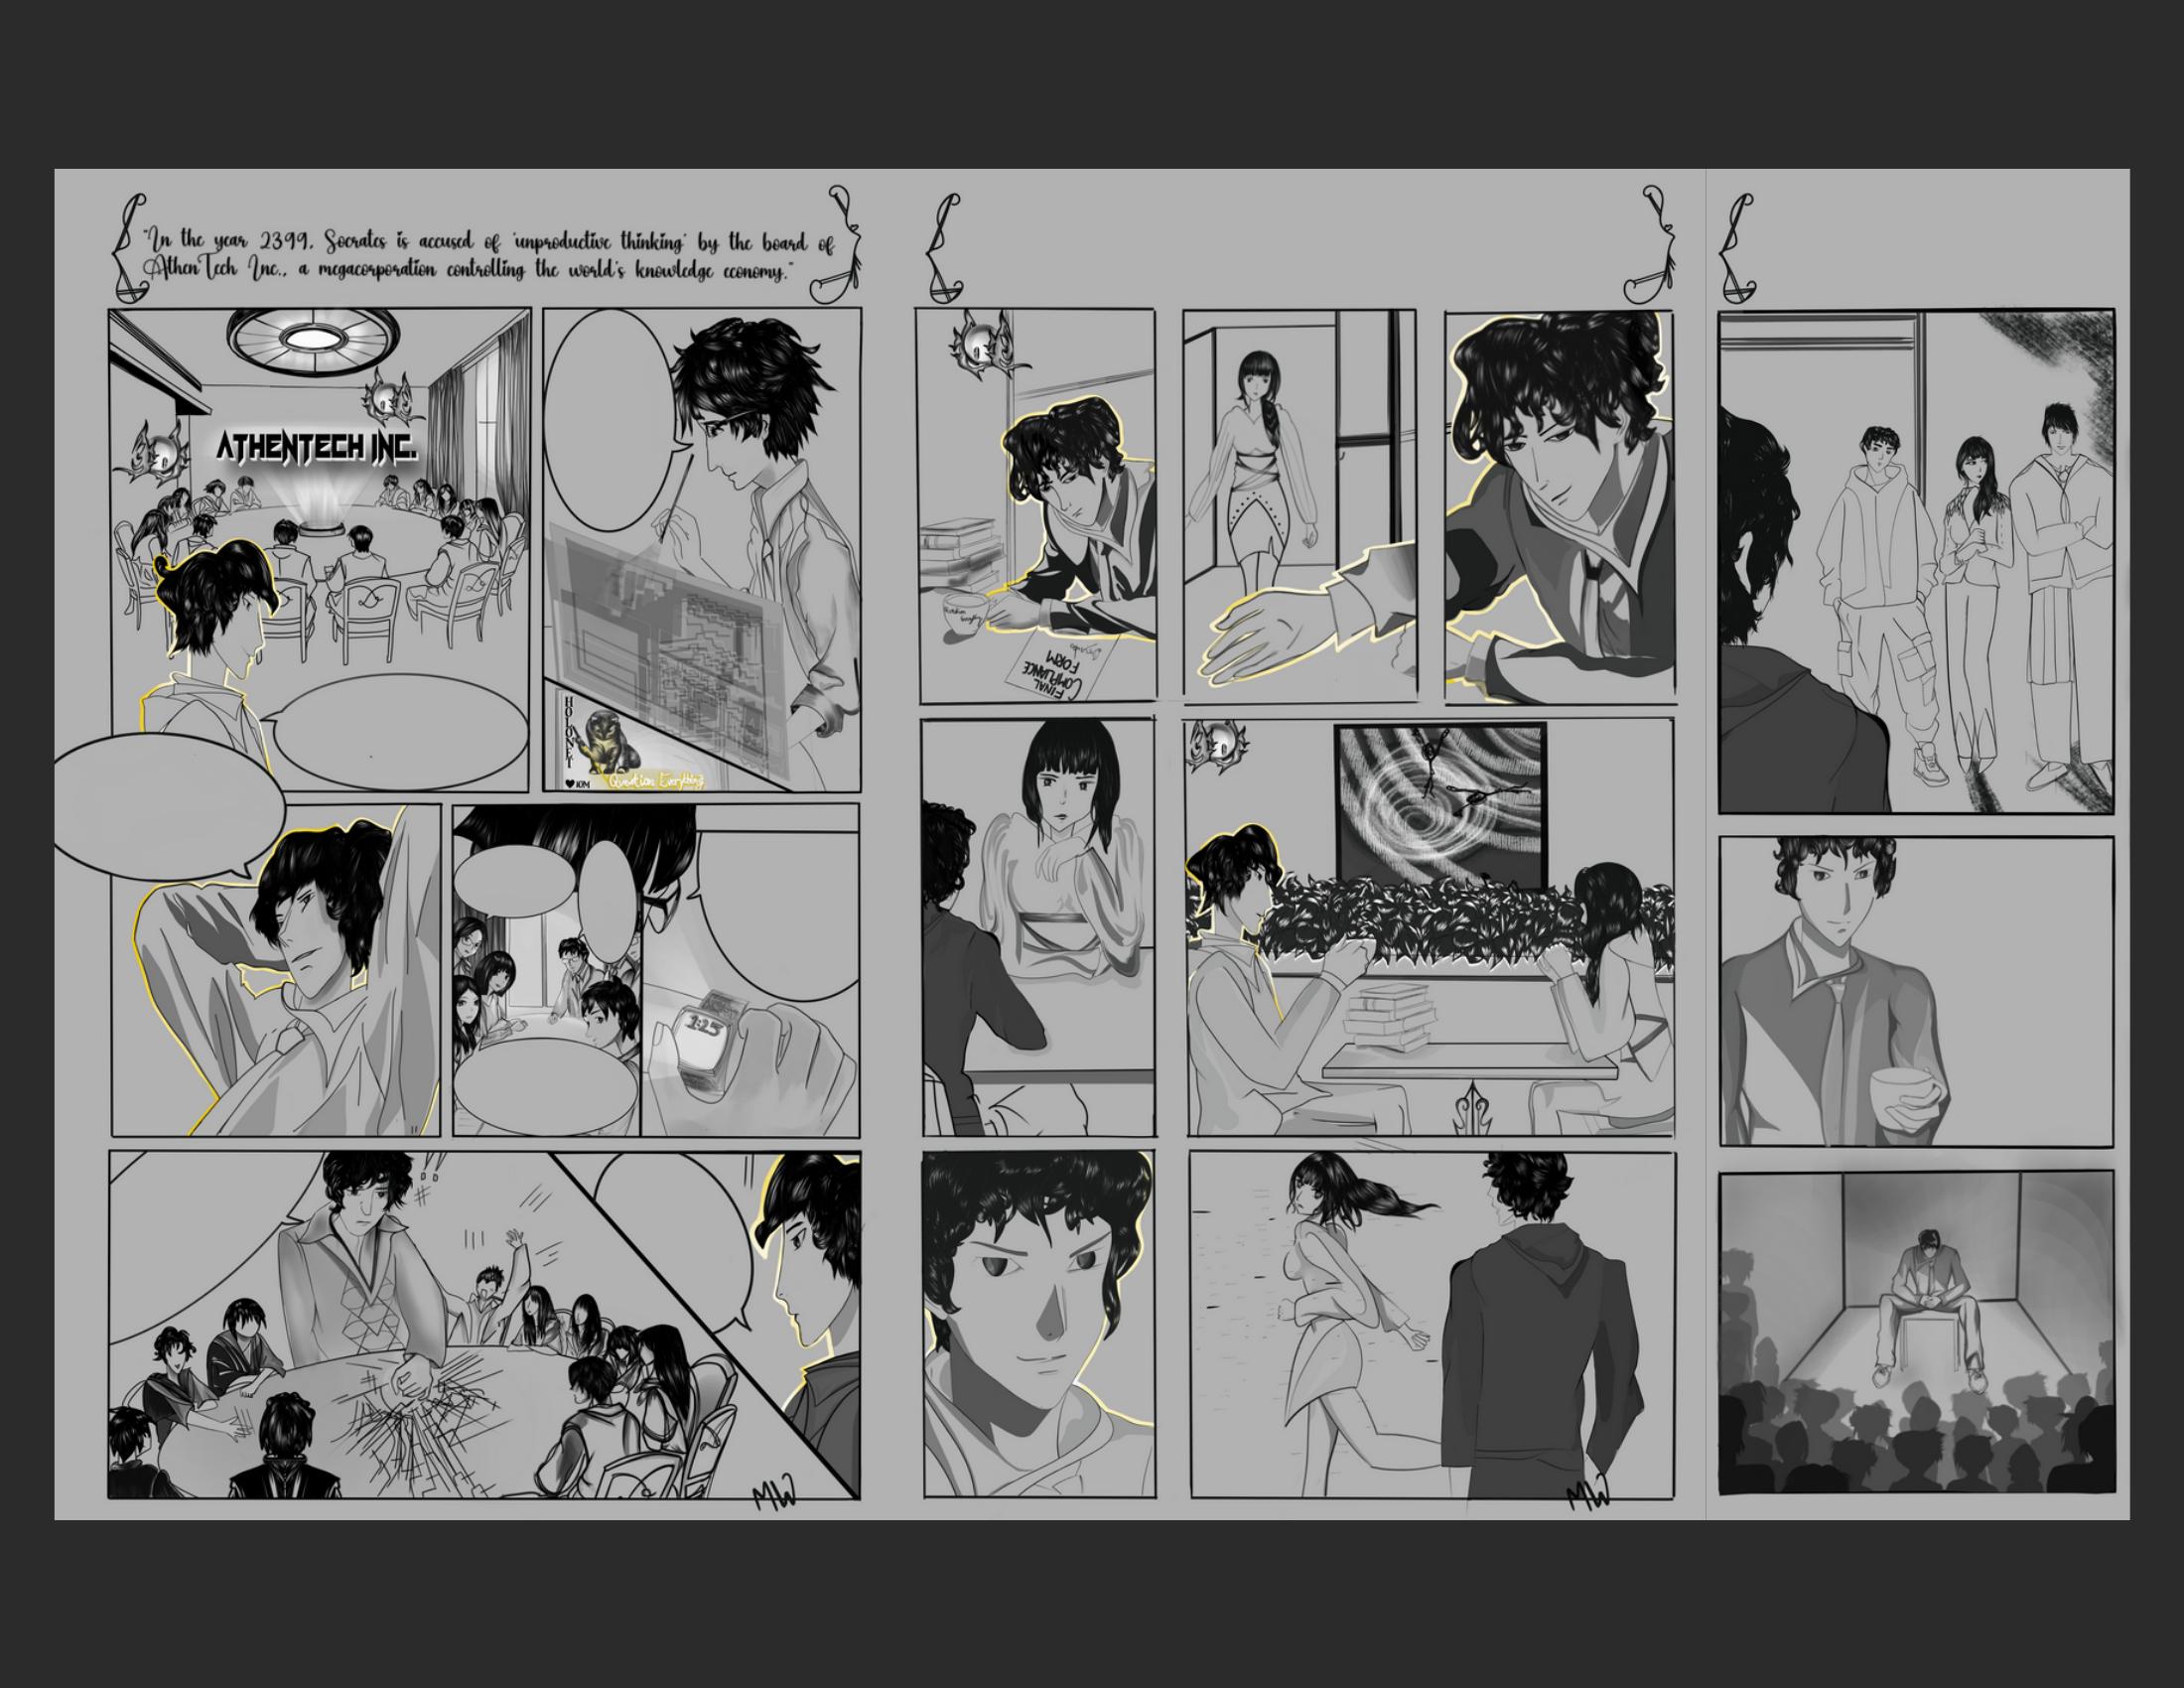 "In the year 2399, Socrates is accused of 'unproductive thinking' by the board of
AthenTech Inc., a megacorporation controlling the world's knowledge economy."
ATHENTECH INC.
HOLONET
10M
Question Everything
1:25
MW
FINAL
COMPLIANCE
FORM
MW